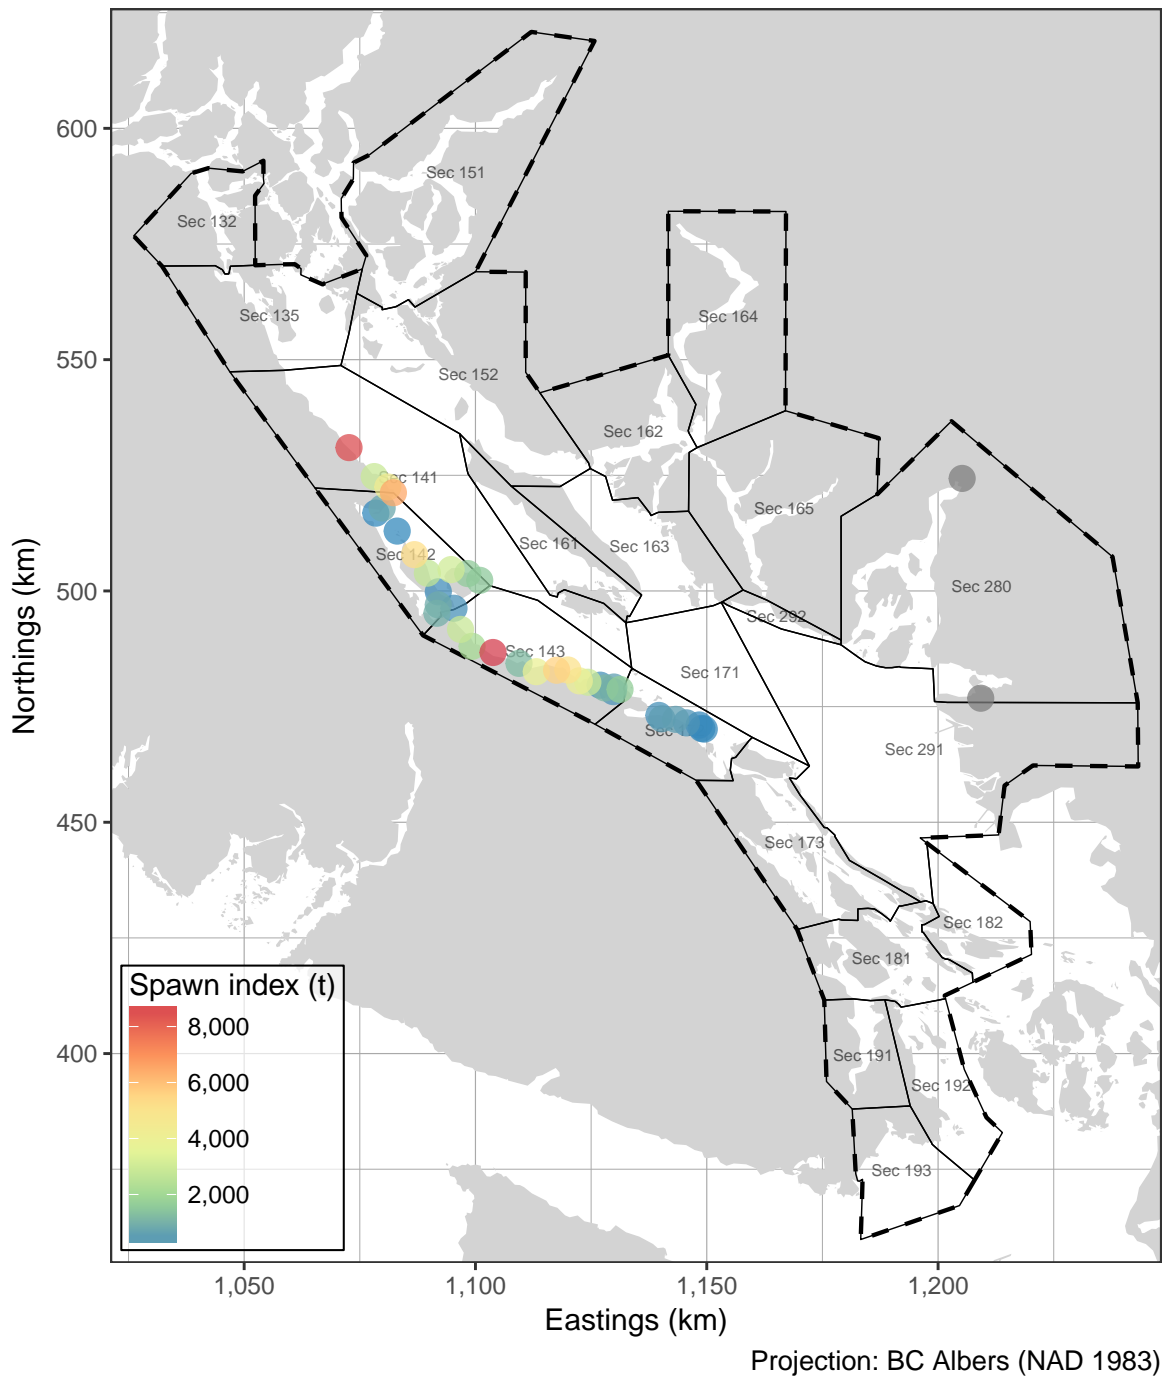 600
550
500
450
400
Northings (km)
Sec 151
Sec 132
Sec 135
Sec 164
Sec 152
Sec 162
Sec 141
Sec 165
Sec 161
Sec 163
Sec 142
Sec 280
Sec 292
Sec 143
Sec 171
Sec 291
Sec 173
Sec 182
Sec 181
Sec 191
Sec 192
Sec 193
Spawn index (t)
8,000
6,000
4,000
2,000
1,050
1,100
1,150
1,200
Eastings (km)
Projection: BC Albers (NAD 1983)